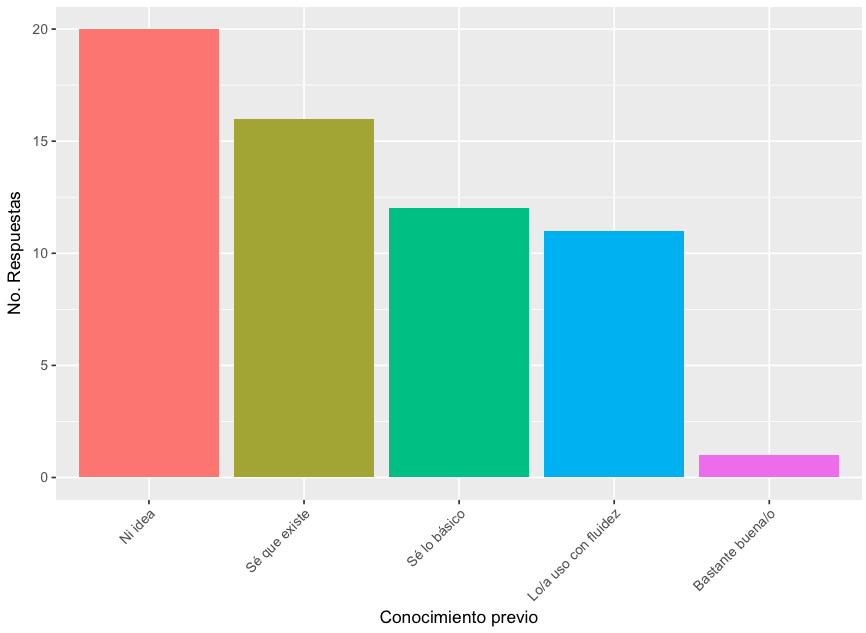 20
15
10
5
0
No. Respuestas
Ni idea
Sé que existe
Sé lo básico
Lo/a uso con fluidez
Bastante buena/o
Conocimiento previo